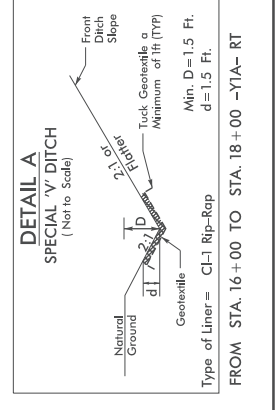 DETAIL A
SPECIAL 'V' DITCH
( Not to Scale)
Front
Ditch
Slope
Natural
Ground
2:1 or
Flatter
D
2:1
d
Geotextile
Tuck Geotextile a
Minimum of 1ft (TYP)
Min. D=1.5 Ft.
d=1.5 Ft.
Type of Liner= Cl-1 Rip-Rap
FROM STA. 16+00 TO STA. 18+00 -Y1A- RT